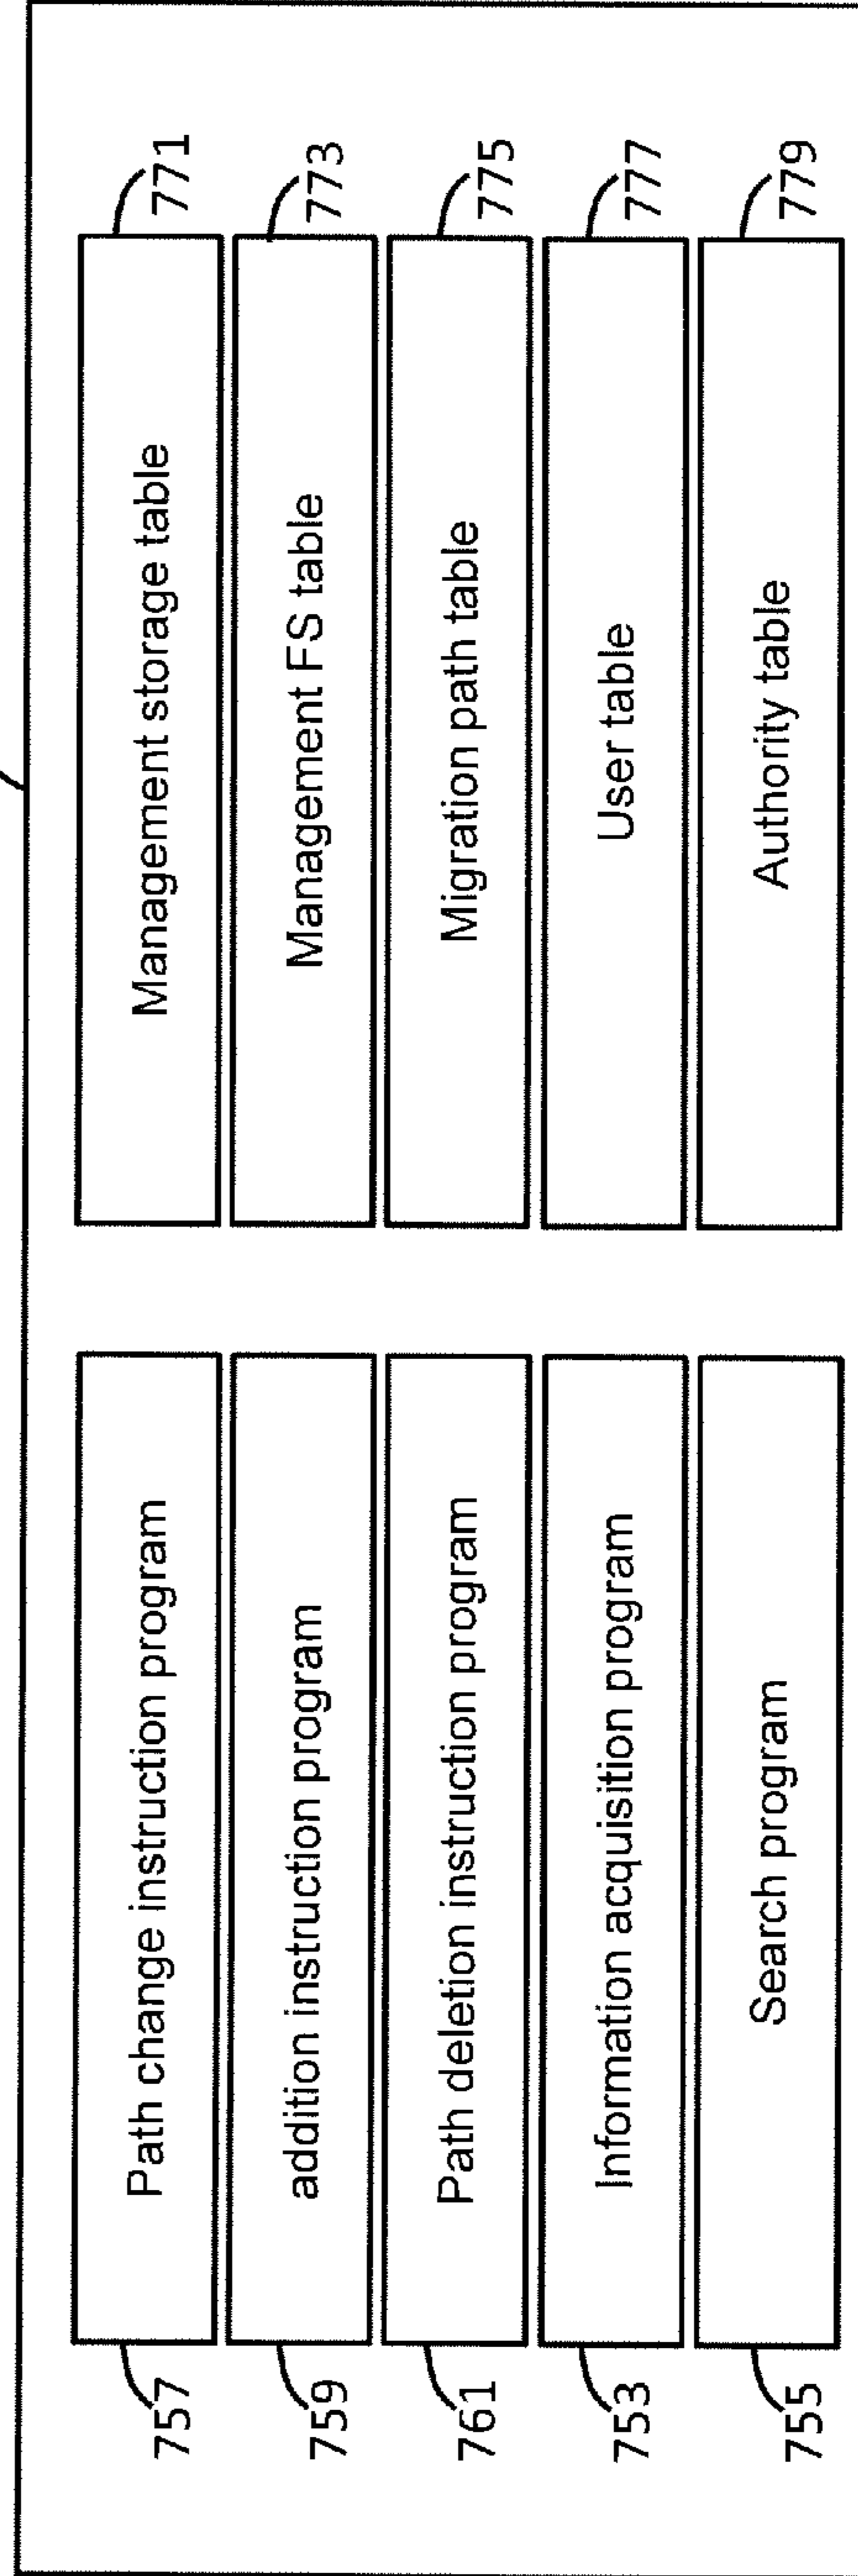 757
Path change instruction program
Management storage table
771
759
addition instruction program
Management FS table
773
761
Path deletion instruction program
Migration path table
775
753
Information acquisition program
User table
777
755
Search program
Authority table
779